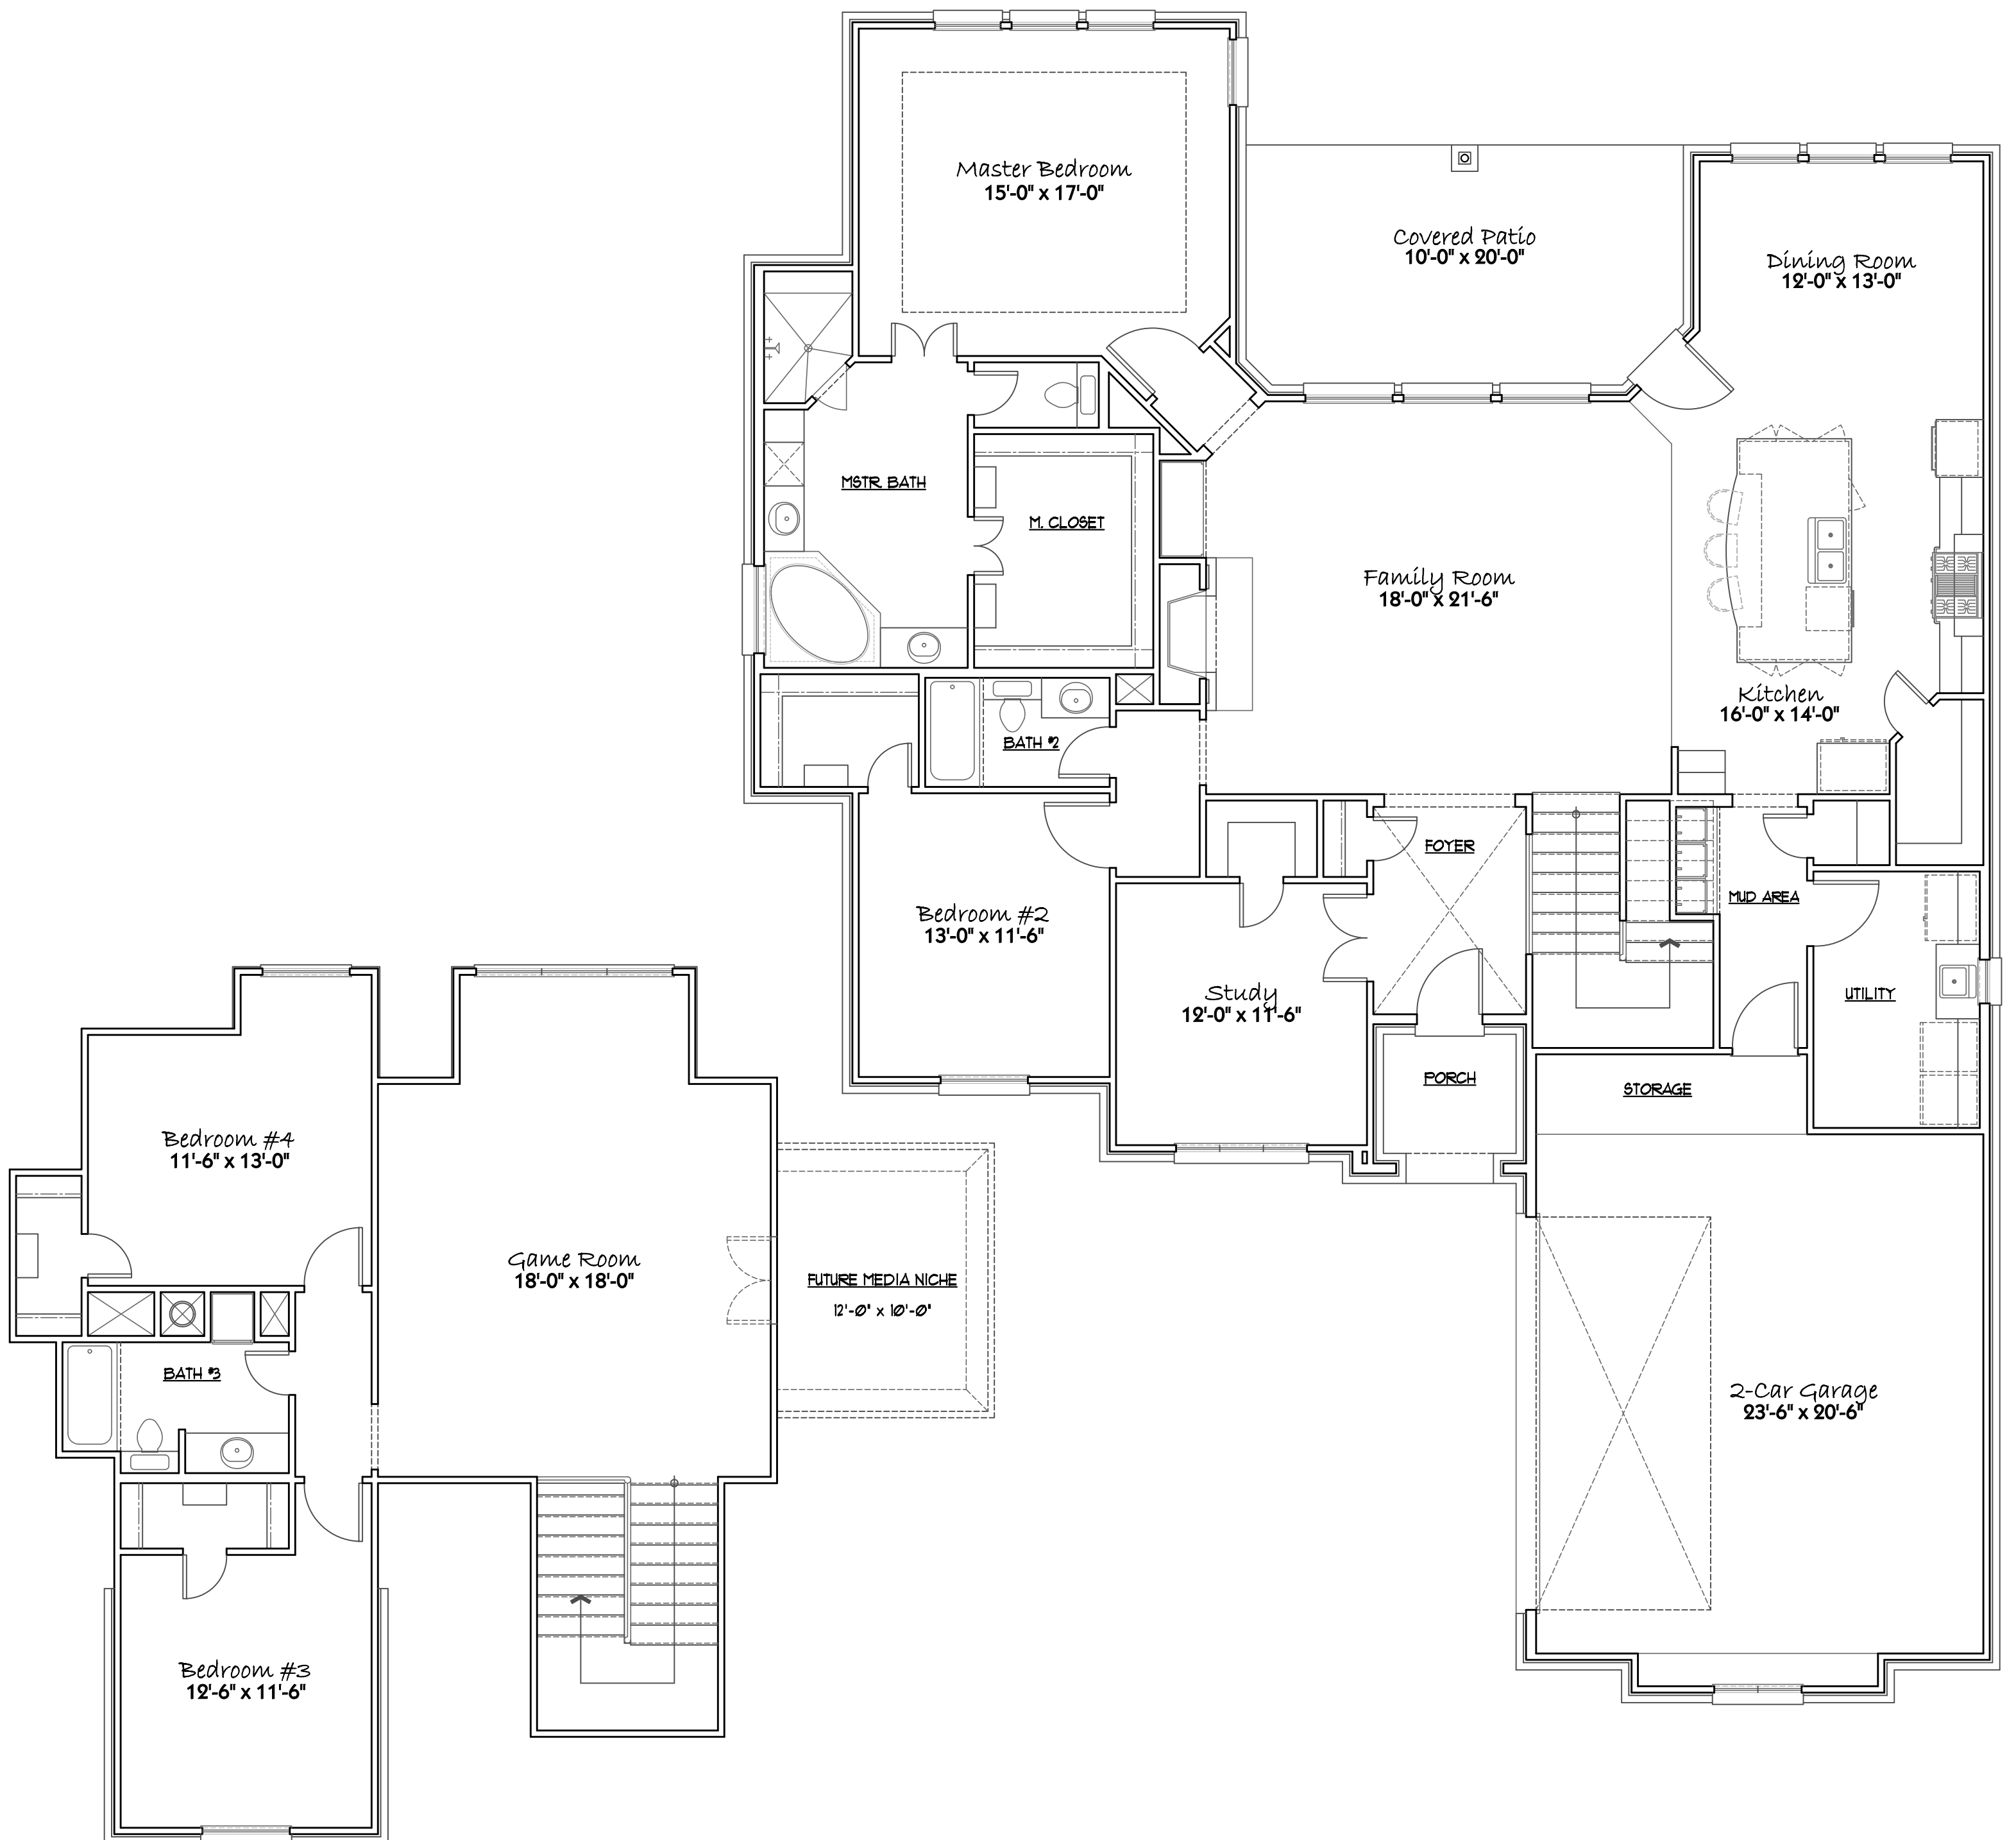 Master Bedroom
15'-0" x 17'-0"
Covered Patio
10'-0" x 20'-0"
Dining Room
12'-0" x 13'-0"
MSTR BATH
M. CLOSET
Family Room
18'-0" x 21'-6"
Kitchen
16'-0" x 14'-0"
BATH #2
FOYER
MUD AREA
Bedroom #2
13'-0" x 11'-6"
Study
12'-0" x 11'-6"
UTILITY
PORCH
STORAGE
Bedroom #4
11'-6" x 13'-0"
Game Room
18'-0" x 18'-0"
FUTURE MEDIA NICHE
12'-0" x 10'-0"
BATH #3
2-Car Garage
23'-6" x 20'-6"
Bedroom #3
12'-6" x 11'-6"